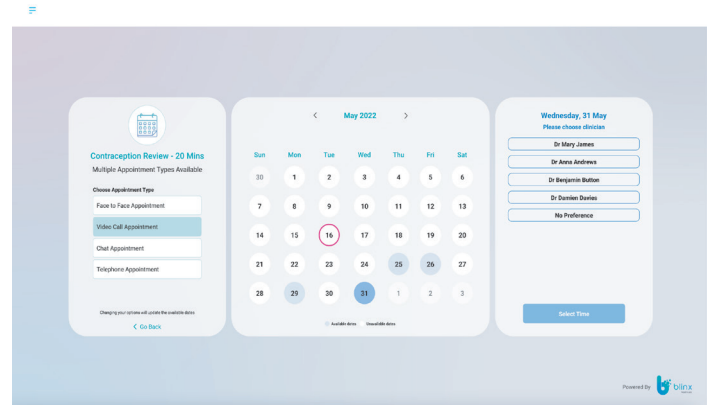 Contraception Review - 20 Mins
Multiple Appointment Types Available
Choose Appointment Type
Face to Face Appointment
Video Call Appointment
Chat Appointment
Telephone Appointment
Changing your options will update the available dates
Go Back
May 2022
Sun Mon Tue Wed Thu Fri Sat
30 1 2 3 4 5 6
7 8 9 10 11 12 13
14 15 16 17 18 19 20
21 22 23 24 25 26 27
28 29 30 31 1 2 3
Available dates Unavailable dates
Wednesday, 31 May
Please choose clinician
Dr Mary James
Dr Anna Andrews
Dr Benjamin Button
Dr Damien Davies
No Preference
Select Time
Powered By blinx